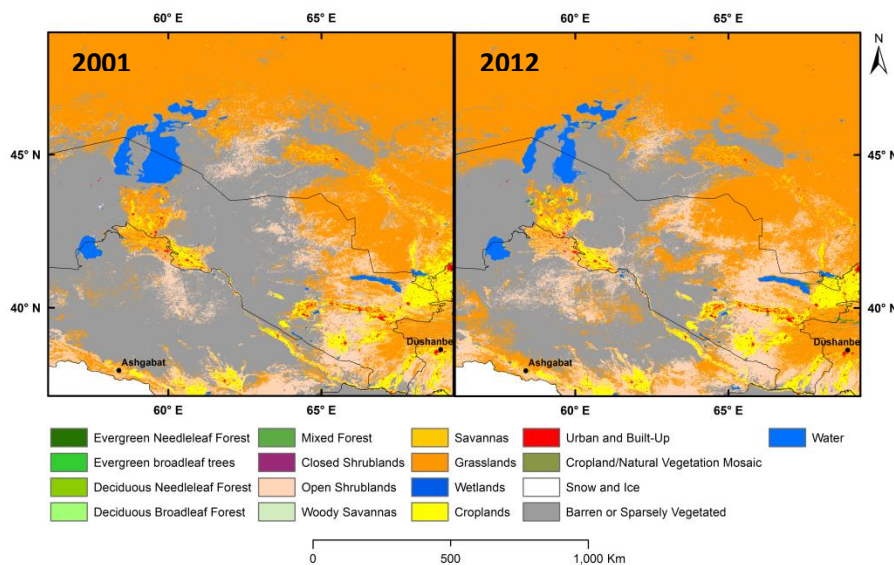 60° E 65° E 60° E 65° E
N
2001 2012
45° N 45° N
40° N 40° N
Ashgabat Dushanbe Ashgabat Dushanbe
60° E 65° E 60° E 65° E
Evergreen Needleleaf Forest Mixed Forest Savannas Urban and Built-Up Water
Evergreen broadleaf trees Closed Shrublands Grasslands Cropland/Natural Vegetation Mosaic
Deciduous Needleleaf Forest Open Shrublands Wetlands Snow and Ice
Deciduous Broadleaf Forest Woody Savannas Croplands Barren or Sparsely Vegetated
0 500 1,000 Km